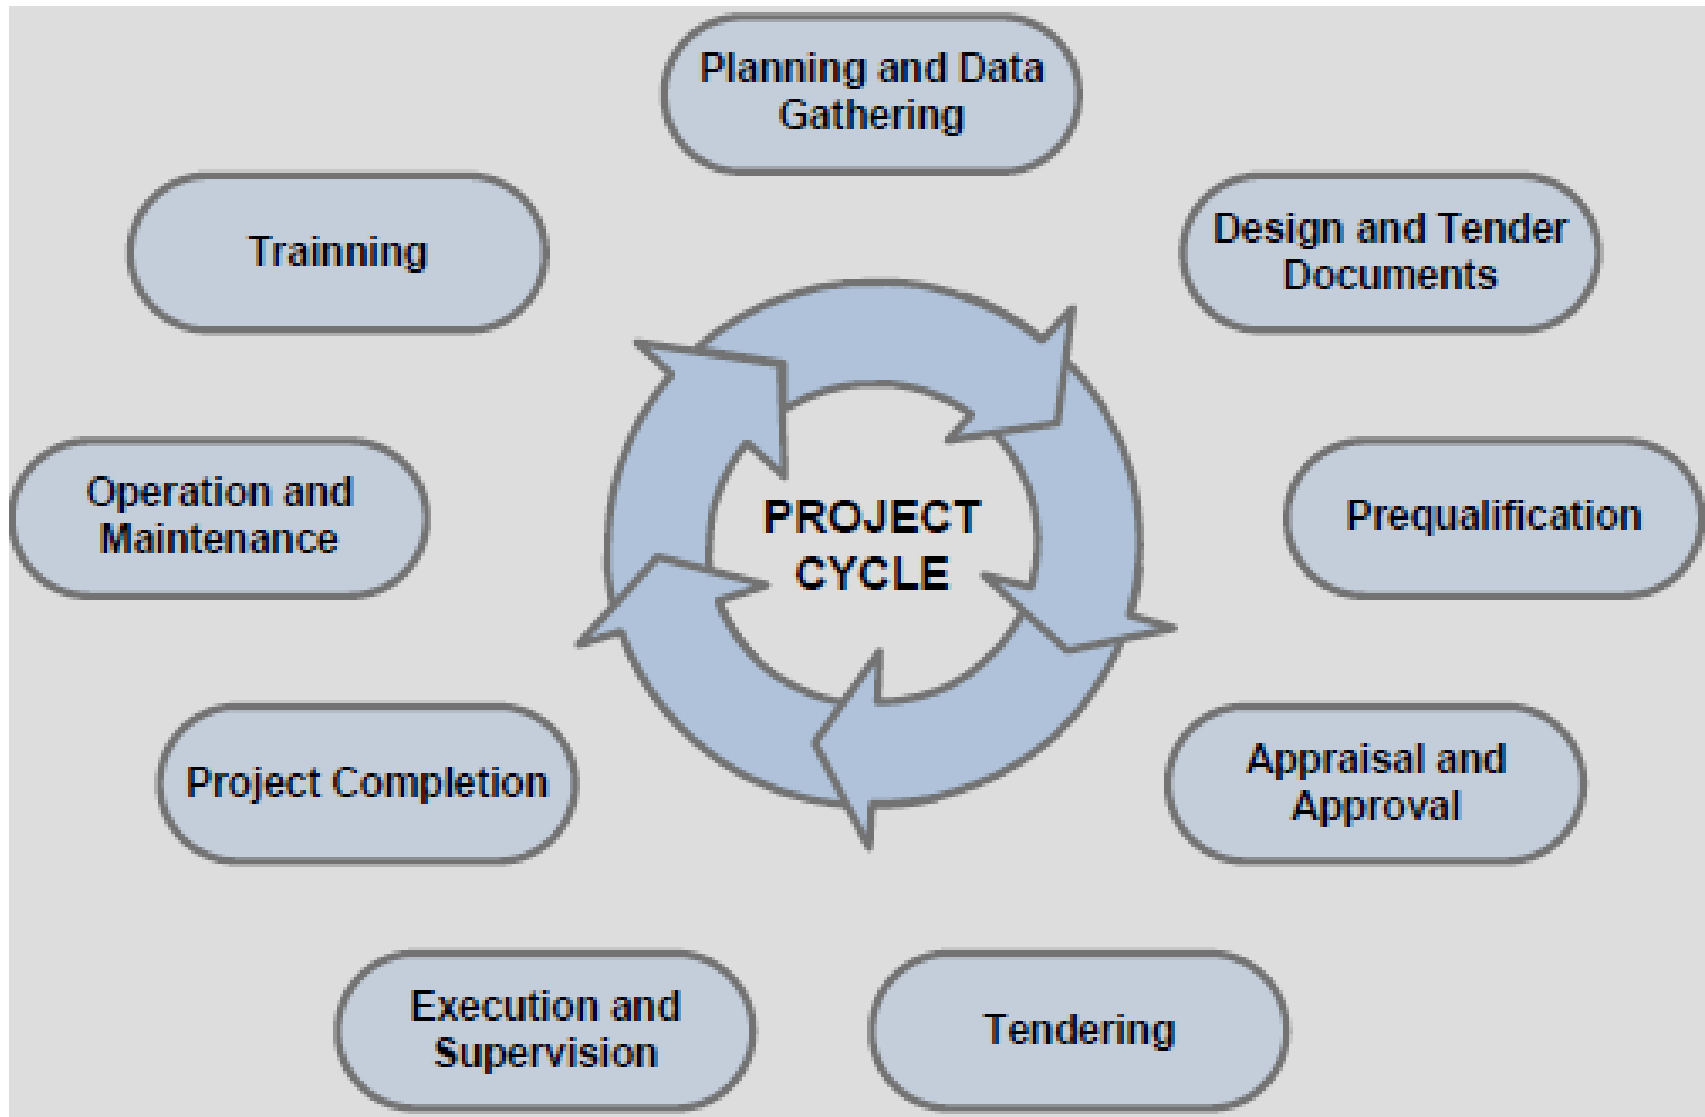 Planning and Data
Gathering
Design and Tender
Documents
Prequalification
Appraisal and
Approval
Tendering
Execution and
Supervision
Project Completion
Operation and
Maintenance
Trainning
PROJECT
CYCLE